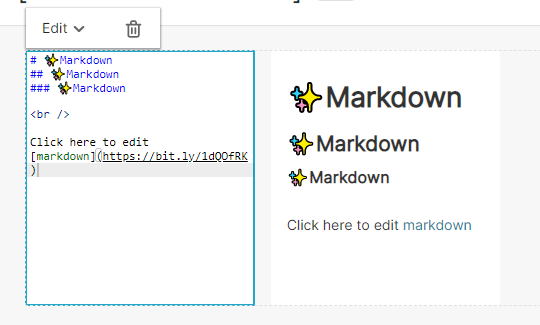 Edit
# ✨Markdown
## ✨Markdown
### ✨Markdown
<br />
Click here to edit
[markdown](https://bit.ly/1dQOfRK
)
✨Markdown
✨Markdown
✨Markdown
Click here to edit markdown